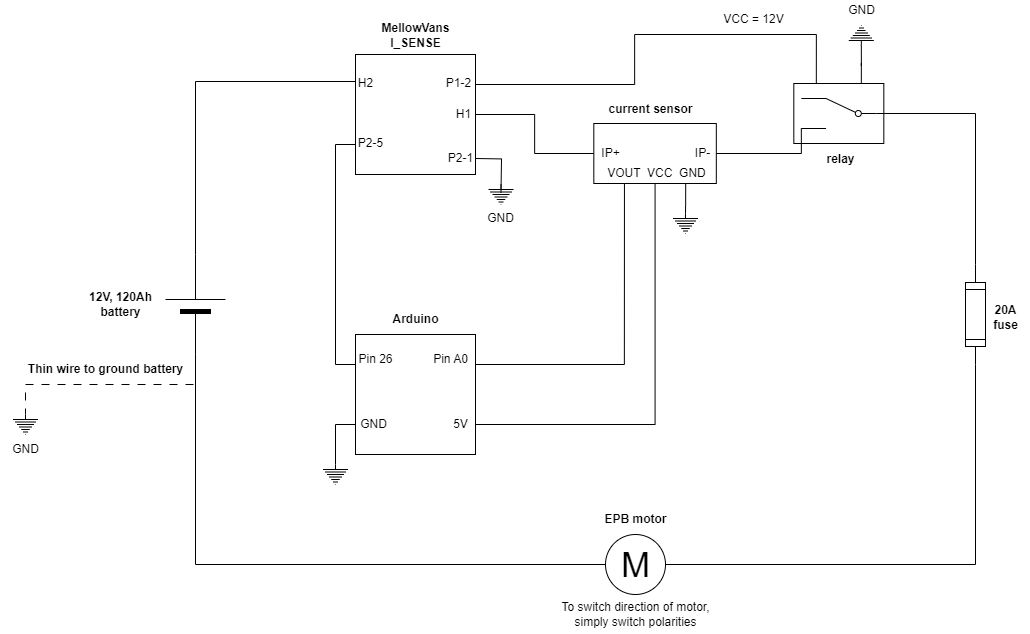 VCC = 12V
GND
MellowVans
I_SENSE
H2
P1-2
H1
P2-5
P2-1
GND
current sensor
IP+
IP-
VOUT VCC GND
relay
12V, 120Ah
battery
Thin wire to ground battery
GND
Arduino
Pin 26
Pin A0
GND
5V
20A
fuse
EPB motor
M
To switch direction of motor,
simply switch polarities